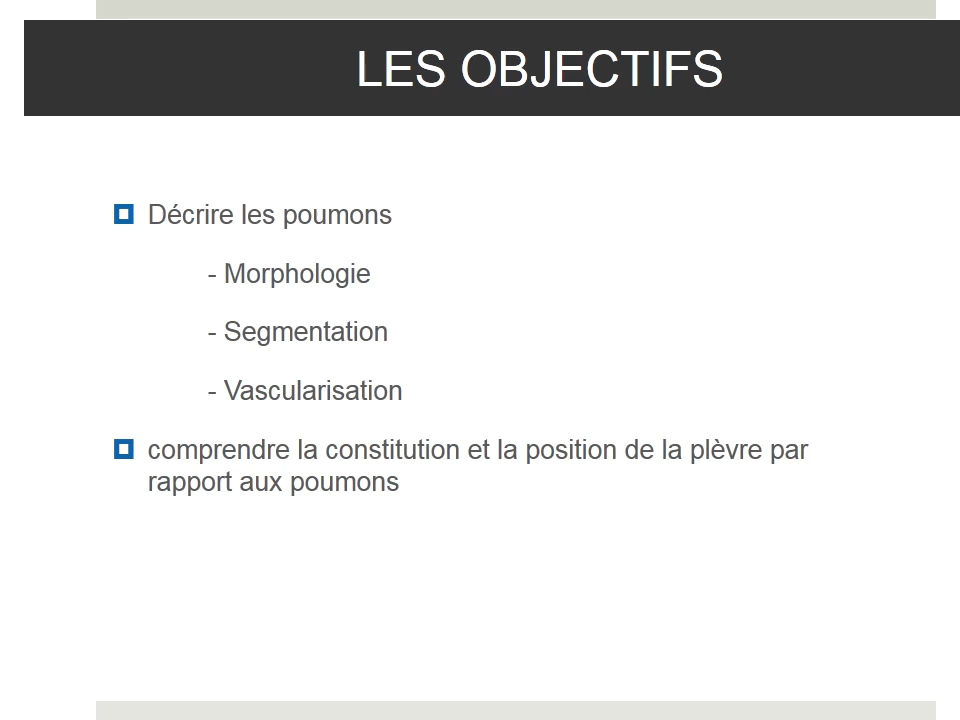 LES OBJECTIFS
Décrire les poumons
- Morphologie
- Segmentation
- Vascularisation
comprendre la constitution et la position de la plèvre par
rapport aux poumons